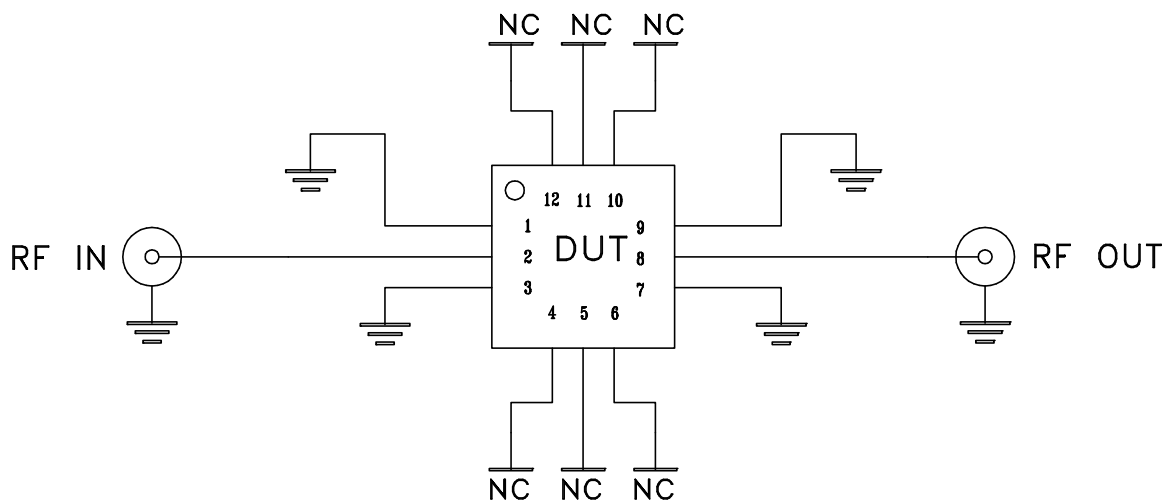 NC NC NC
12 11 10
1 9
RF IN 2 DUT 8 RF OUT
3 7
4 5 6
NC NC NC